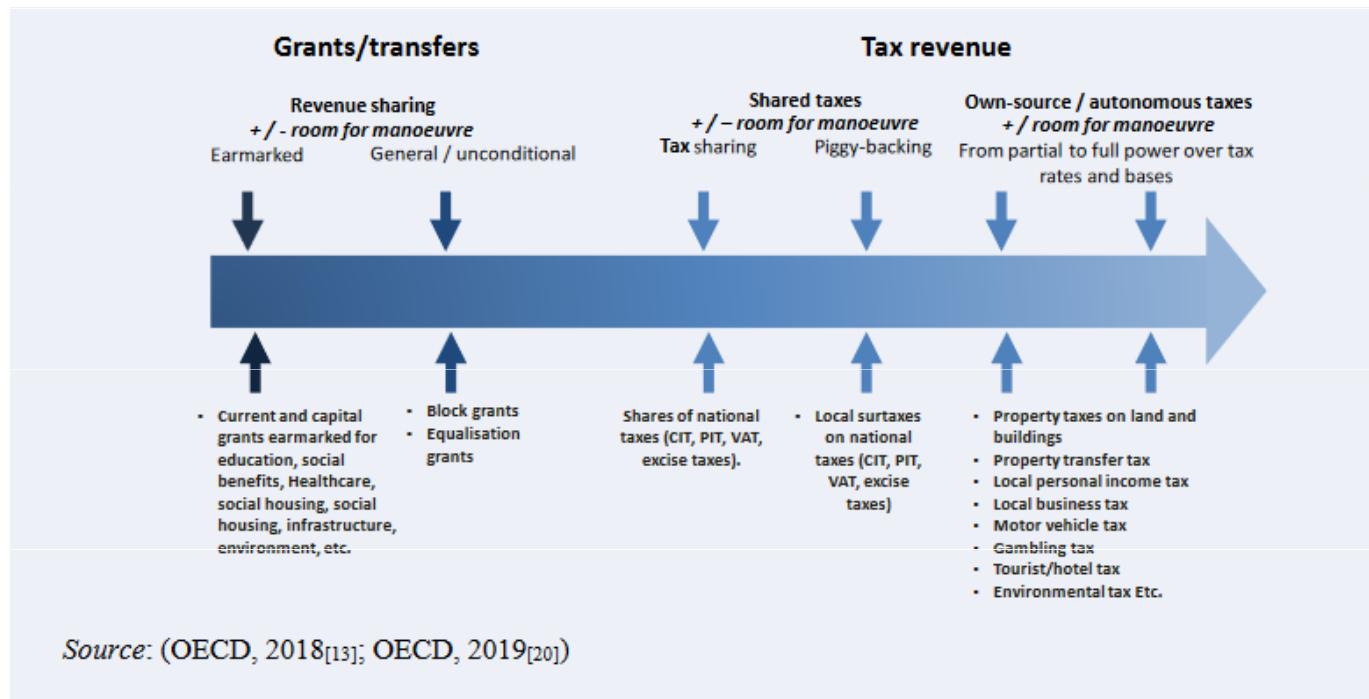 Grants/transfers
Tax revenue
Revenue sharing
+ / - room for manoeuvre
Earmarked
General / unconditional
Shared taxes
+ / – room for manoeuvre
Tax sharing
Piggy-backing
Own-source / autonomous taxes
+ / room for manoeuvre
From partial to full power over tax
rates and bases
▪ Current and capital
grants earmarked for
education, social
benefits, Healthcare,
social housing, social
housing, infrastructure,
environment, etc.
▪ Block grants
▪ Equalisation
grants
Shares of national
taxes (CIT, PIT, VAT,
excise taxes).
▪ Local surtaxes
on national
taxes (CIT, PIT,
VAT, excise
taxes)
▪ Property taxes on land and
buildings
▪ Property transfer tax
▪ Local personal income tax
▪ Local business tax
▪ Motor vehicle tax
▪ Gambling tax
▪ Tourist/hotel tax
▪ Environmental tax Etc.
Source: (OECD, 2018[13]; OECD, 2019[20])